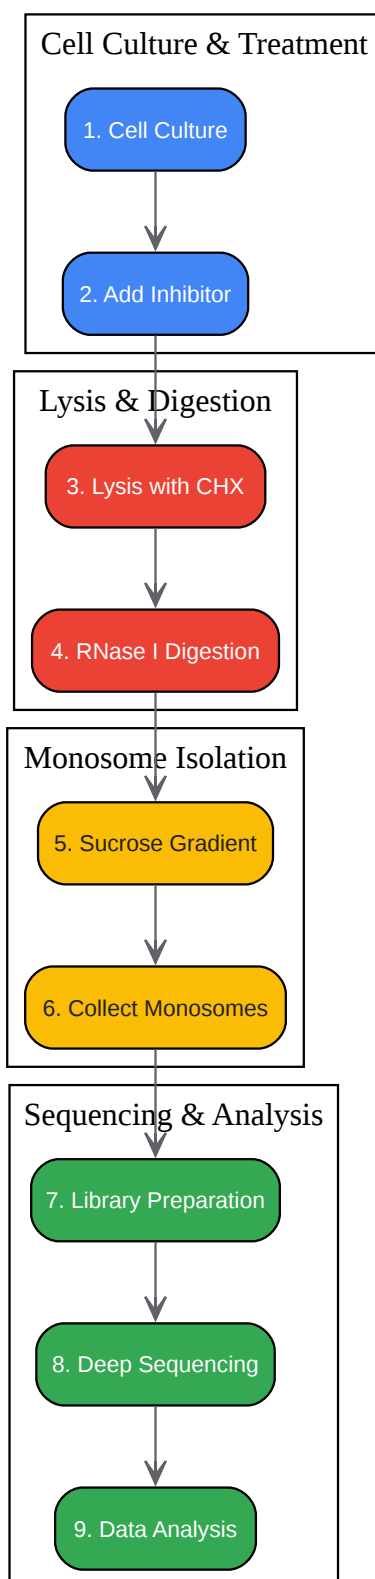 Cell Culture & Treatment
1. Cell Culture
2. Add Inhibitor
Lysis & Digestion
3. Lysis with CHX
4. RNase I Digestion
Monosome Isolation
5. Sucrose Gradient
6. Collect Monosomes
Sequencing & Analysis
7. Library Preparation
8. Deep Sequencing
9. Data Analysis